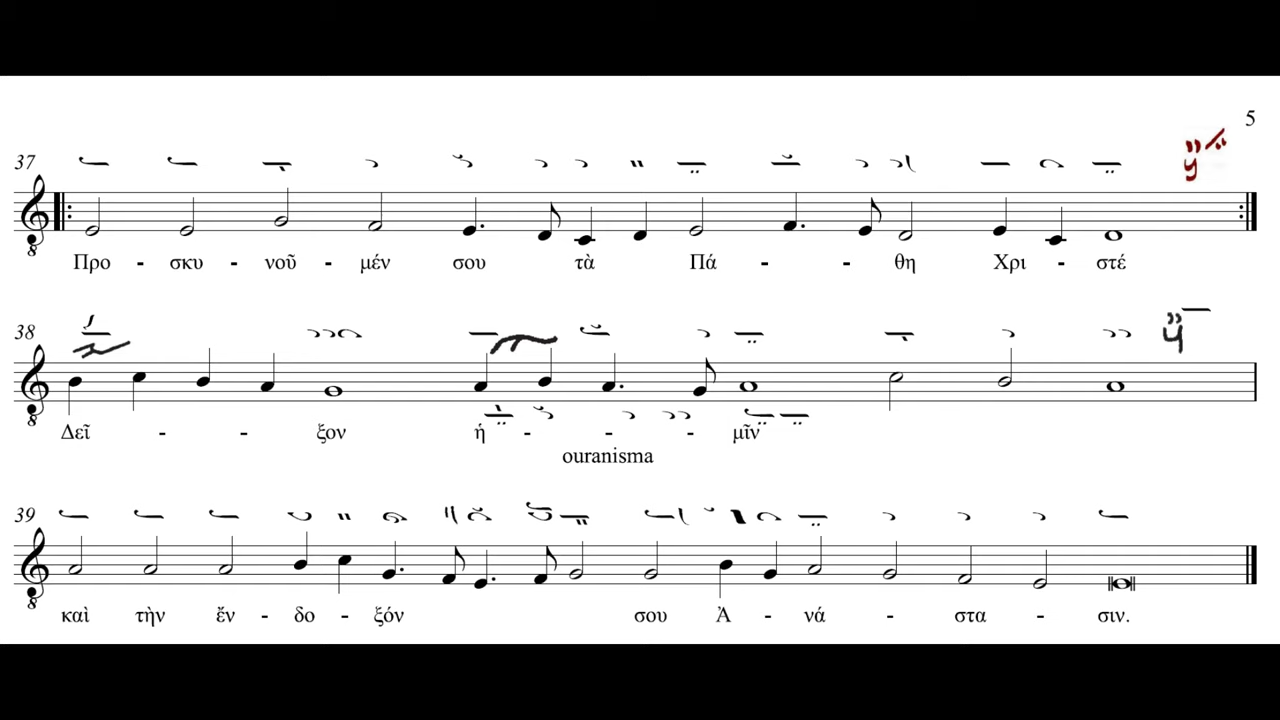 5
37
Προ - σκυ - νοῦ - μέν σου τὰ Πά - - θη Χρι - στέ
38
Δεῖ - - ξον ἡ - - - μῖν
ouranisma
39
καὶ τὴν ἔν - δο - ξόν σου Ἀ - νά - στα - σιν.